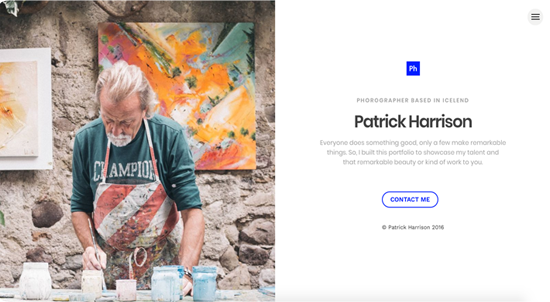 CHAMPION
Ph
PHOROGRAPHER BASED IN ICELEND
Patrick Harrison
Everyone does something good, only a few make remarkable
things. So, I built this portfolio to showcase my talent and
that remarkable beauty or kind of work to you.
CONTACT ME
© Patrick Harrison 2016